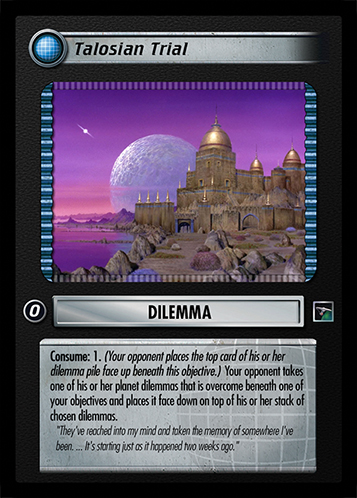 Talosian Trial
0
DILEMMA
Consume: 1. (Your opponent places the top card of his or her
dilemma pile face up beneath this objective.) Your opponent takes
one of his or her planet dilemmas that is overcome beneath one of
your objectives and places it face down on top of his or her stack of
chosen dilemmas.
"They've reached into my mind and taken the memory of somewhere I've
been. ... It's starting just as it happened two weeks ago."